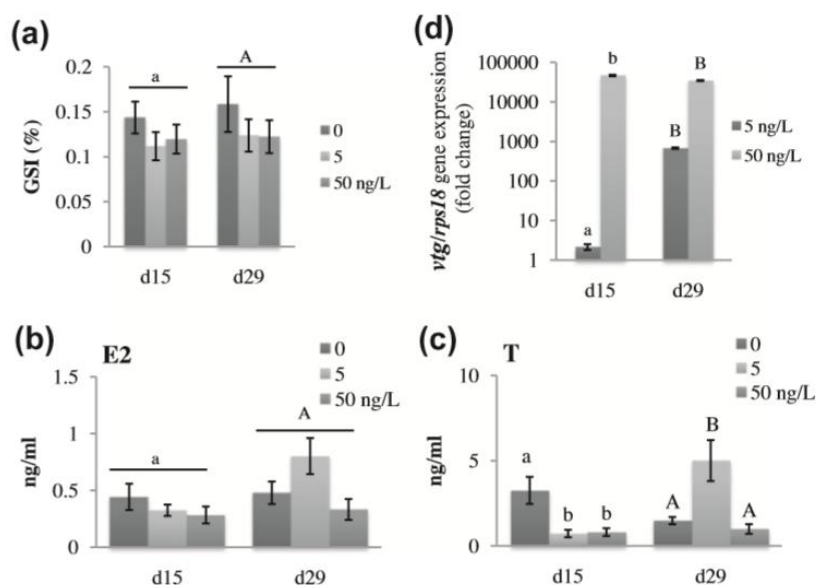 (a)
GSI (%)
0.2
0.15
0.1
0.05
0
a
A
d15
d29
0
5
50 ng/L
(d)
vtg/rps18 gene expression
(fold change)
100000
10000
1000
100
10
1
a
b
B
B
d15
d29
5 ng/L
50 ng/L
(b)
E2
ng/ml
1.5
1
0.5
0
a
A
d15
d29
0
5
50 ng/L
(c)
T
ng/ml
10
5
0
a
b
b
A
B
A
d15
d29
0
5
50 ng/L